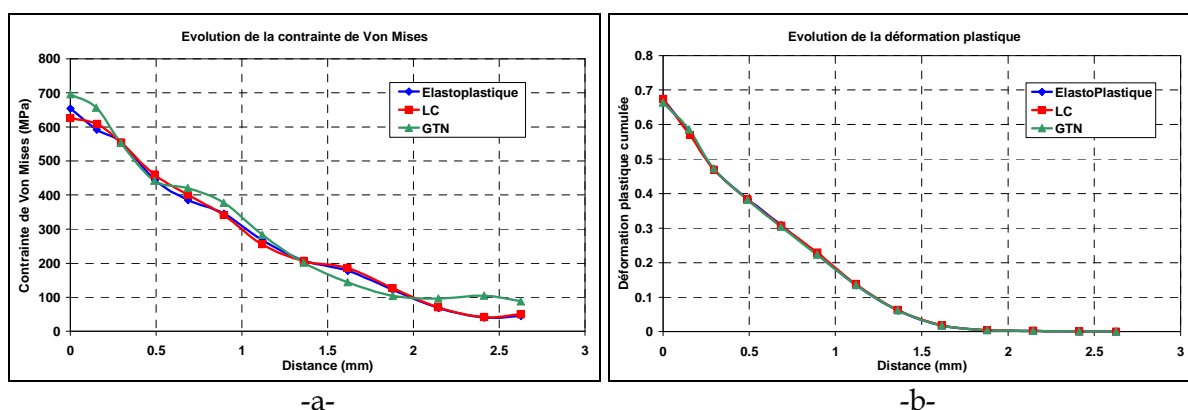 Evolution de la contrainte de Von Mises
Contrainte de Von Mises (MPa)
800
700
600
500
400
300
200
100
0
0 0.5 1 1.5 2 2.5 3
Distance (mm)
Elastoplastique
LC
GTN
-a-
Evolution de la déformation plastique
Déformation plastique cumulée
0.8
0.7
0.6
0.5
0.4
0.3
0.2
0.1
0
0 0.5 1 1.5 2 2.5 3
Distance (mm)
ElastoPlastique
LC
GTN
-b-